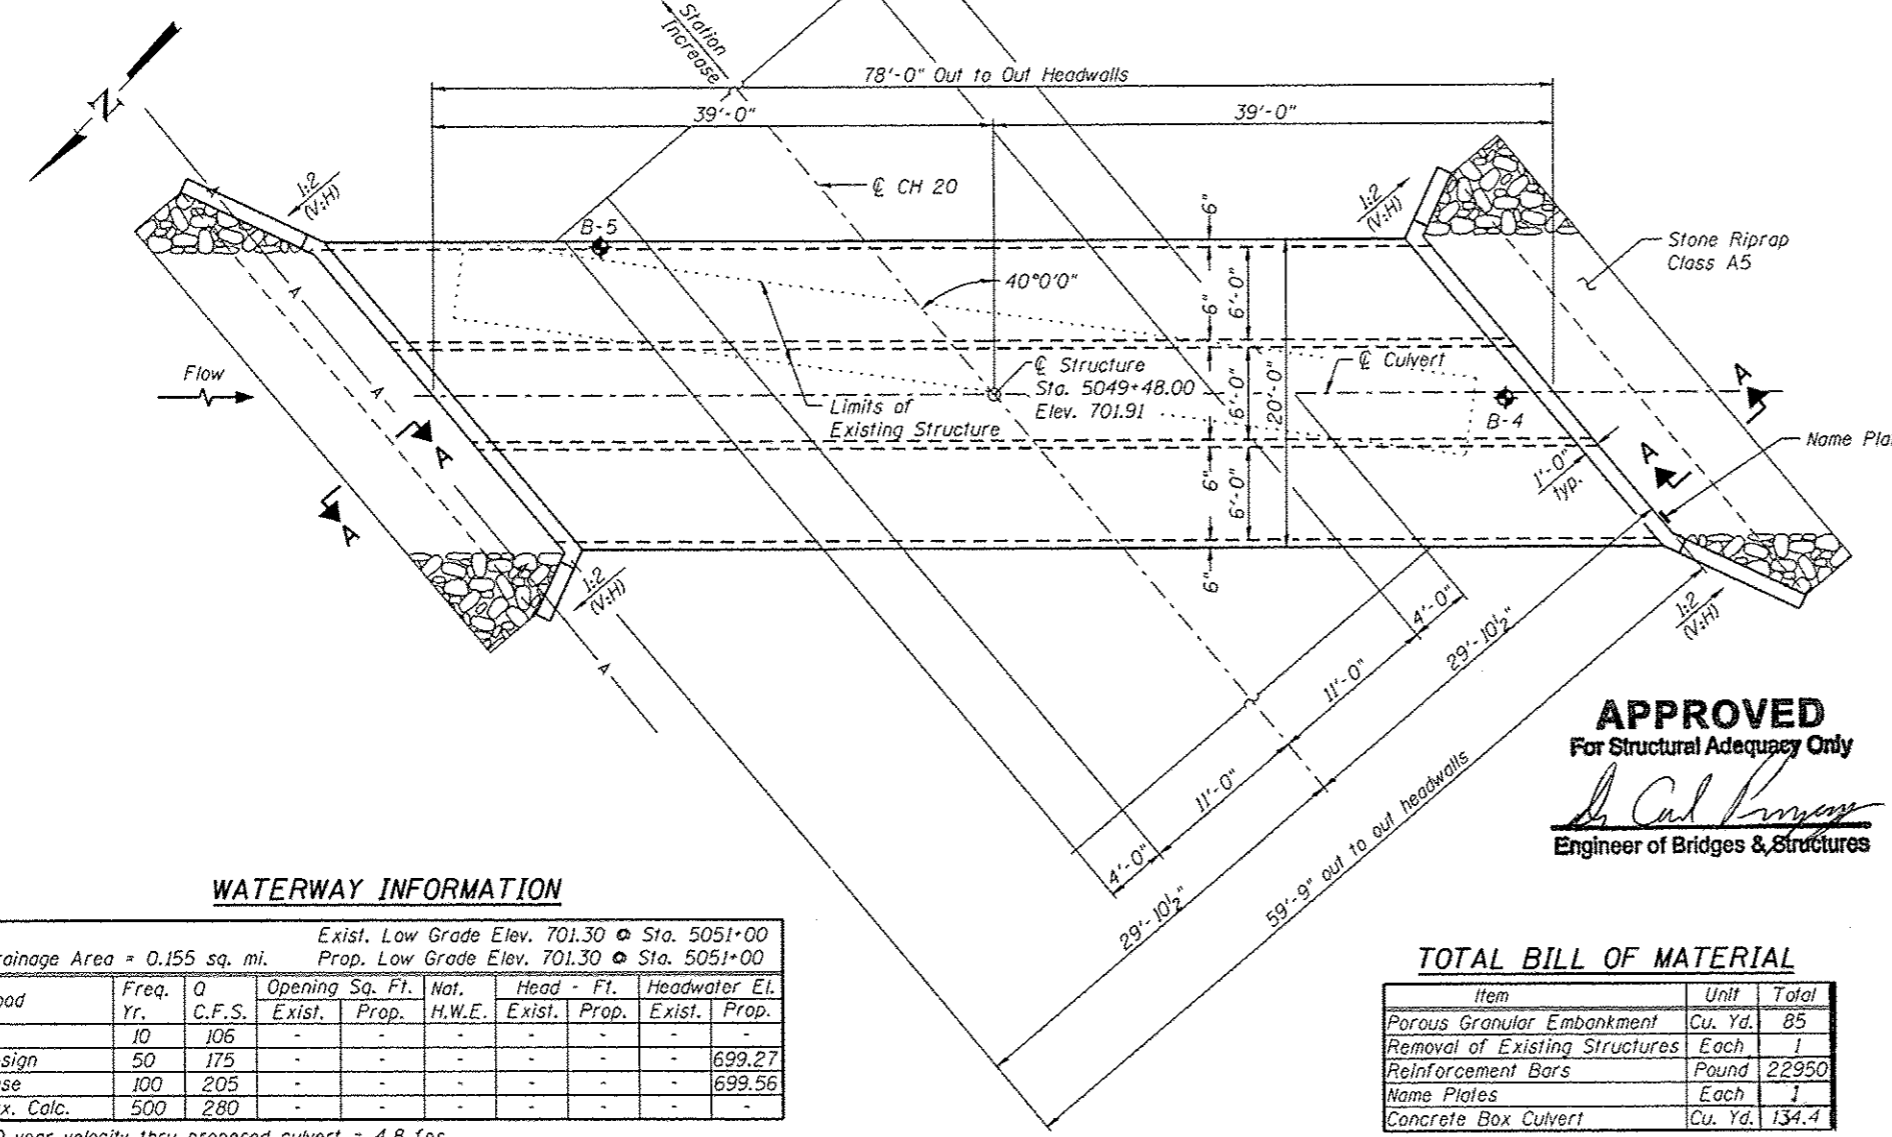 Station
Increase
78'-0" Out to Out Headwalls
39'-0"
39'-0"
N
1:2
(V:H)
℄ CH 20
1:2
(V:H)
6"
B-5
Stone Riprap
Class A5
40°0'0"
6"
6'-0"
A
A
Flow
℄ Structure
Sta. 5049+48.00
Elev. 701.91
℄ Culvert
6'-0"
20'-0"
Limits of
Existing Structure
B-4
A
A
A
A
Name Pla
1'-0"
typ.
6"
6'-0"
6"
1:2
(V:H)
1:2
(V:H)
A
4'-0"
11'-0"
29'-10½"
11'-0"
4'-0"
29'-10½"
59'-9" out to out headwalls
APPROVED
For Structural Adequacy Only
Engineer of Bridges & Structures
WATERWAY INFORMATION
Exist. Low Grade Elev. 701.30 @ Sta. 5051+00
rainage Area = 0.155 sq. mi. Prop. Low Grade Elev. 701.30 @ Sta. 5051+00
ood Freq. Yr. Q C.F.S. Opening Sq. Ft. Nat. H.W.E. Head - Ft. Headwater El.
Exist. Prop. Exist. Prop. Exist. Prop.
10 106 - - - - - - -
sign 50 175 - - - - - - 699.27
se 100 205 - - - - - - 699.56
x. Calc. 500 280 - - - - - - -
year velocity thru proposed culvert = 4.8 fps
TOTAL BILL OF MATERIAL
Item Unit Total
Porous Granular Embankment Cu. Yd. 85
Removal of Existing Structures Each 1
Reinforcement Bars Pound 22950
Name Plates Each 1
Concrete Box Culvert Cu. Yd. 134.4